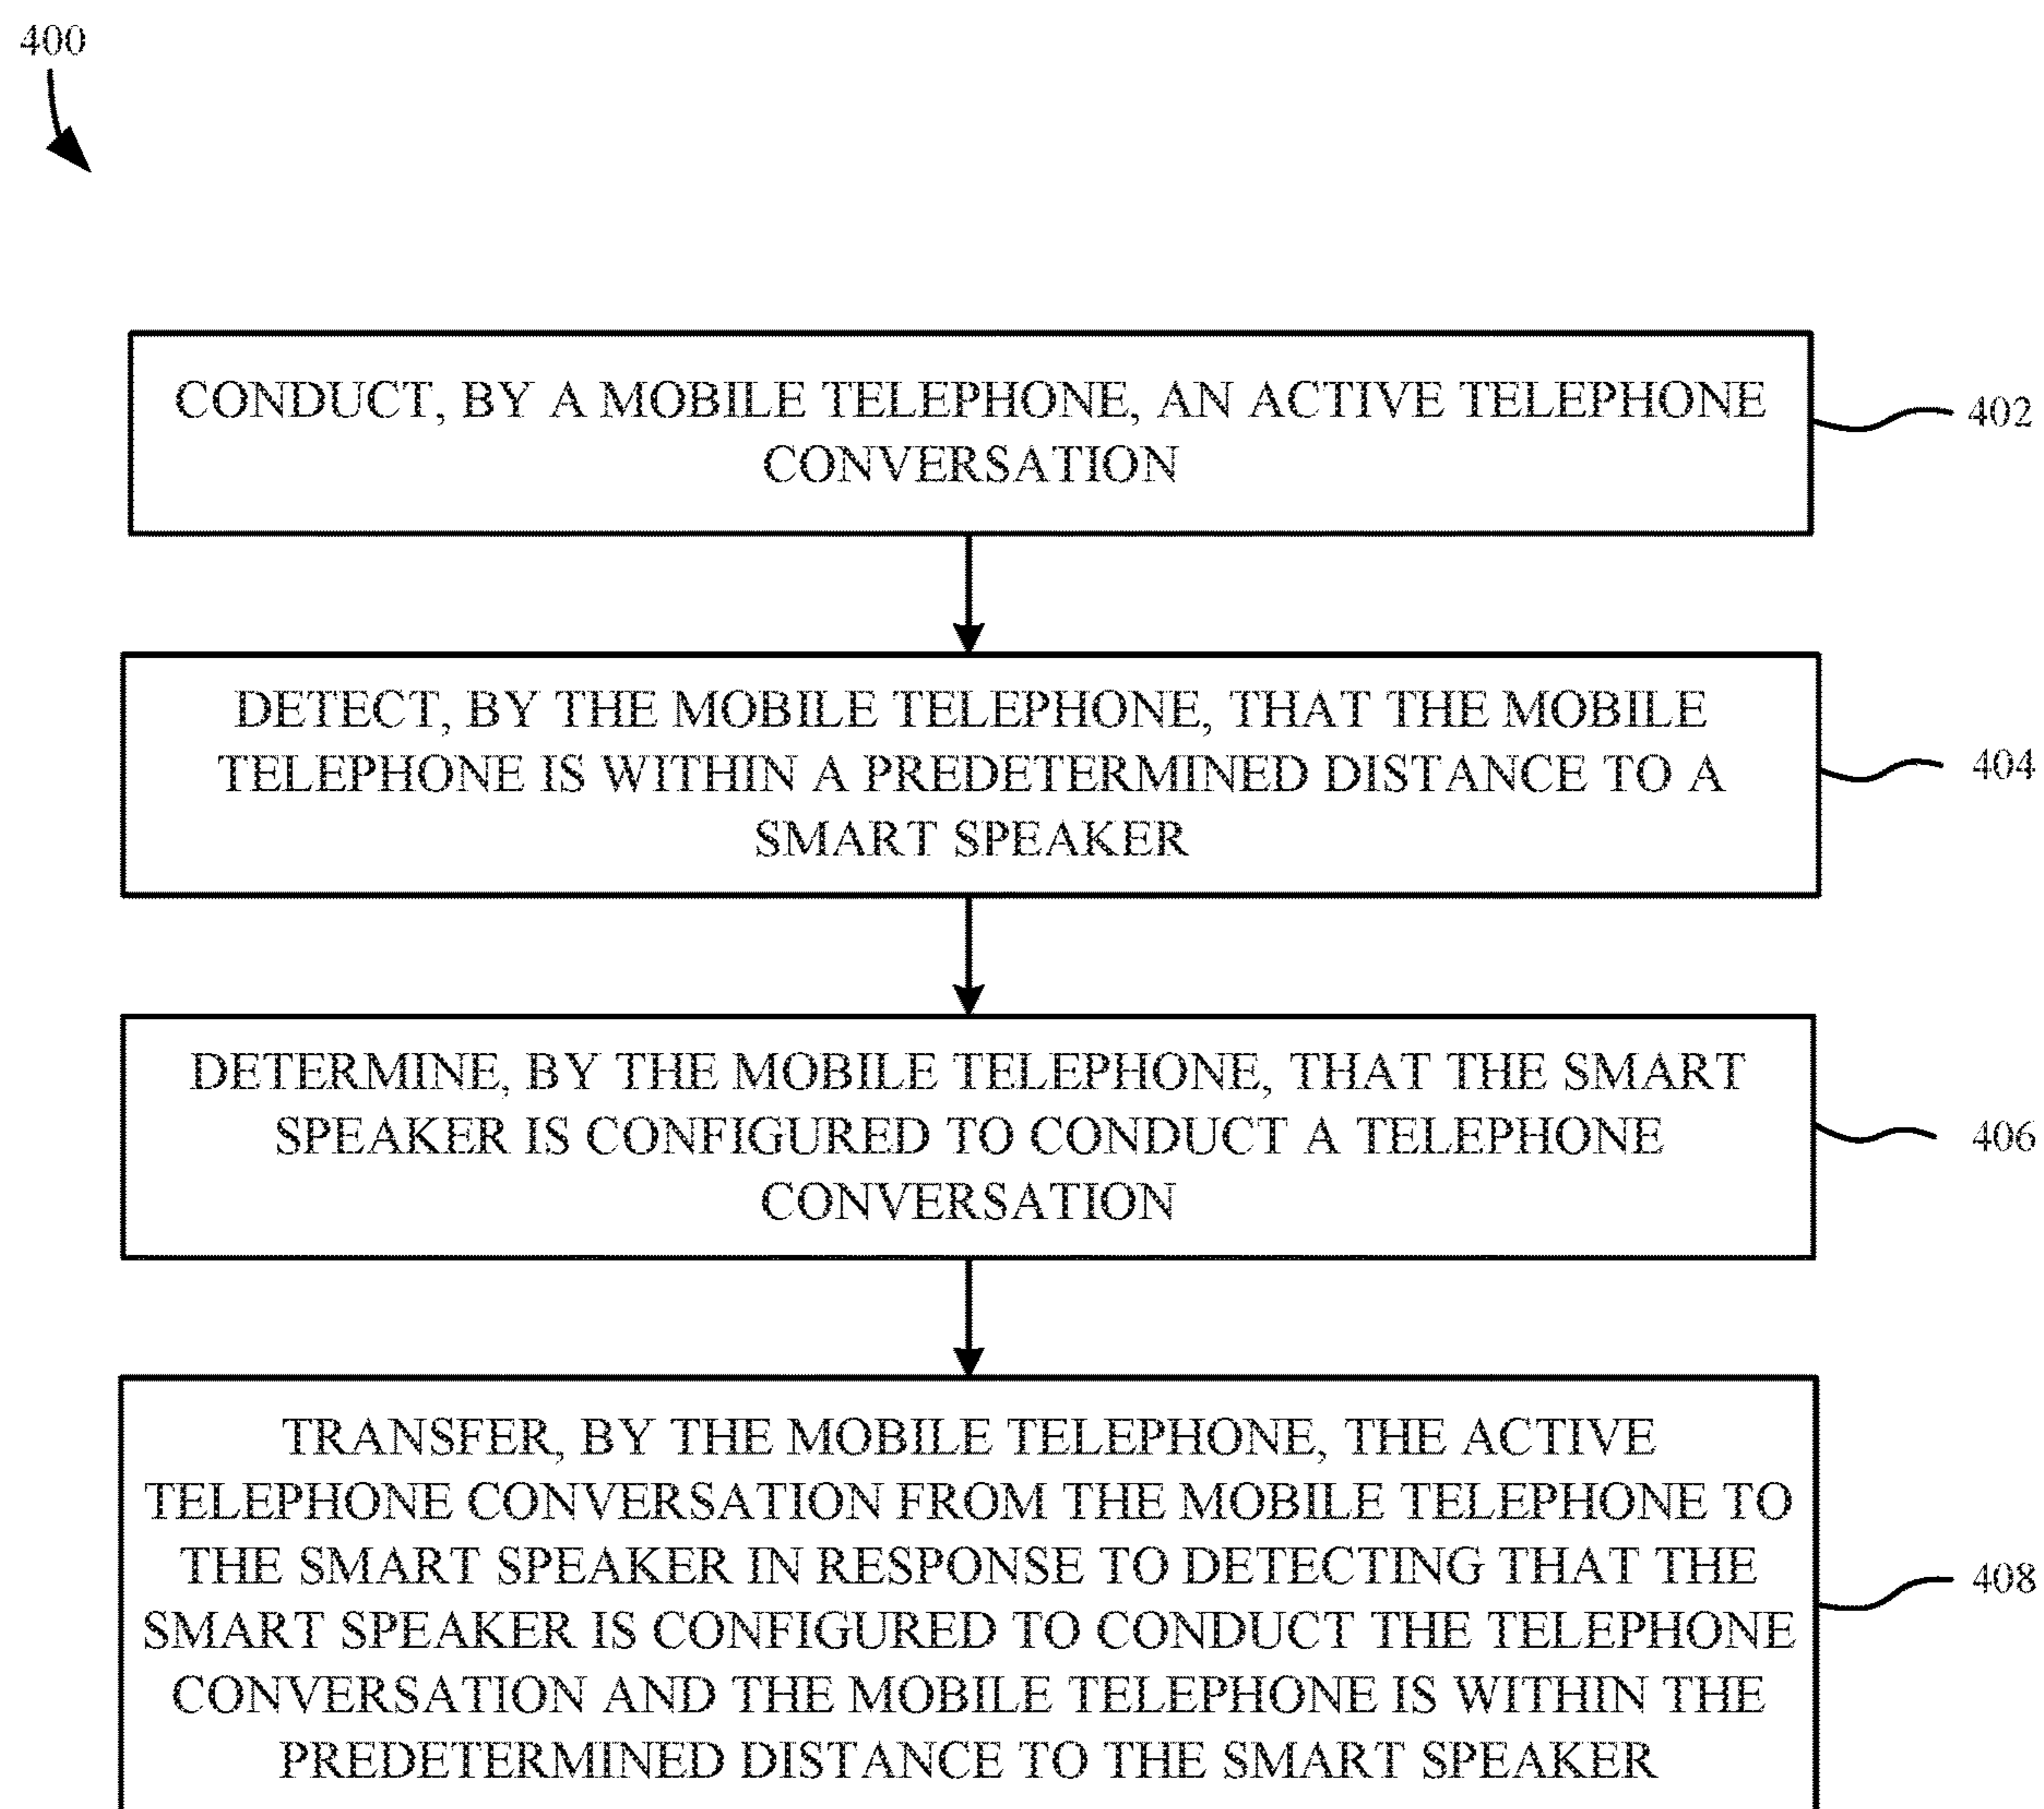 400
CONDUCT, BY A MOBILE TELEPHONE, AN ACTIVE TELEPHONE
CONVERSATION
402
DETECT, BY THE MOBILE TELEPHONE, THAT THE MOBILE
TELEPHONE IS WITHIN A PREDETERMINED DISTANCE TO A
SMART SPEAKER
404
DETERMINE, BY THE MOBILE TELEPHONE, THAT THE SMART
SPEAKER IS CONFIGURED TO CONDUCT A TELEPHONE
CONVERSATION
406
TRANSFER, BY THE MOBILE TELEPHONE, THE ACTIVE
TELEPHONE CONVERSATION FROM THE MOBILE TELEPHONE TO
THE SMART SPEAKER IN RESPONSE TO DETECTING THAT THE
SMART SPEAKER IS CONFIGURED TO CONDUCT THE TELEPHONE
CONVERSATION AND THE MOBILE TELEPHONE IS WITHIN THE
PREDETERMINED DISTANCE TO THE SMART SPEAKER
408